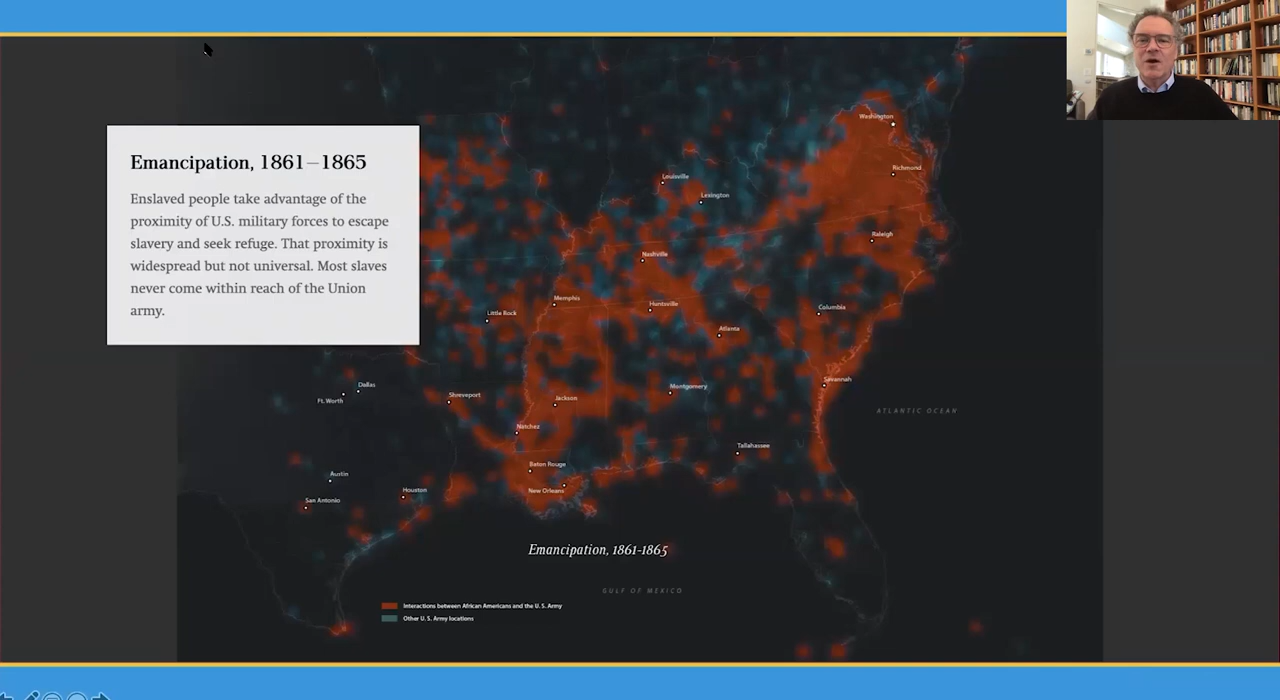 Emancipation, 1861–1865
Enslaved people take advantage of the
proximity of U.S. military forces to escape
slavery and seek refuge. That proximity is
widespread but not universal. Most slaves
never come within reach of the Union
army.
Washington
Richmond
Louisville
Lexington
Raleigh
Nashville
Memphis
Huntsville
Little Rock
Columbia
Atlanta
Savannah
Dallas
Ft. Worth
Shreveport
Montgomery
Jackson
ATLANTIC OCEAN
Natchez
Tallahassee
Baton Rouge
New Orleans
Austin
Houston
San Antonio
Emancipation, 1861-1865
GULF OF MEXICO
Interactions between African Americans and the U. S. Army
Other U. S. Army locations